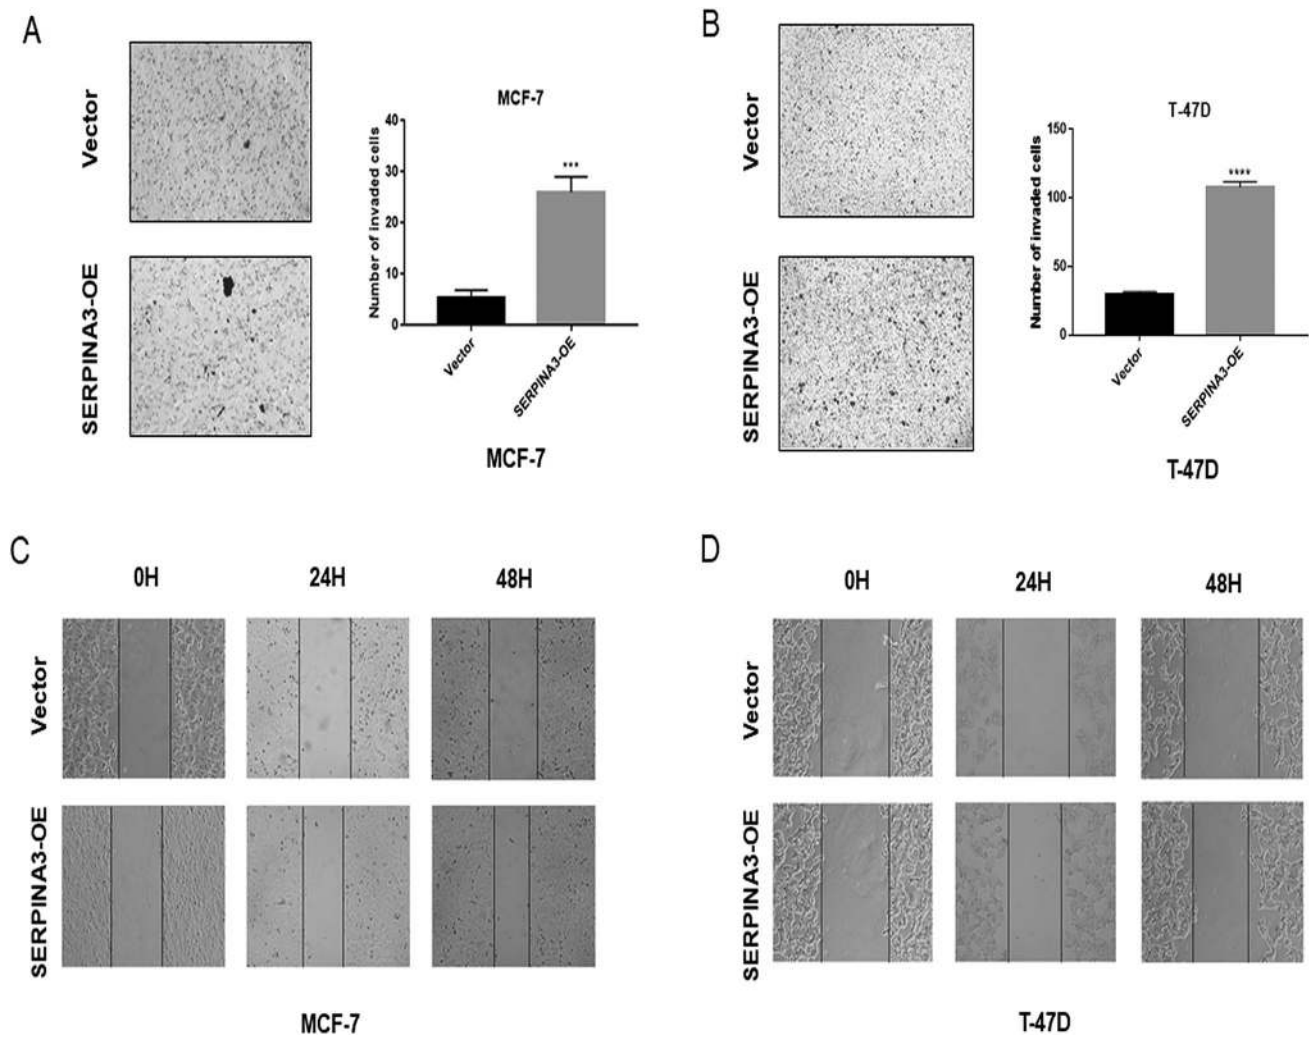 A
Vector
SERPINA3-OE
MCF-7
Number of invaded cells
40
30
20
10
0
***
Vector
SERPINA3-OE
MCF-7
B
Vector
SERPINA3-OE
T-47D
Number of invaded cells
150
100
50
0
****
Vector
SERPINA3-OE
T-47D
C
0H 24H 48H
Vector
SERPINA3-OE
MCF-7
D
0H 24H 48H
Vector
SERPINA3-OE
T-47D